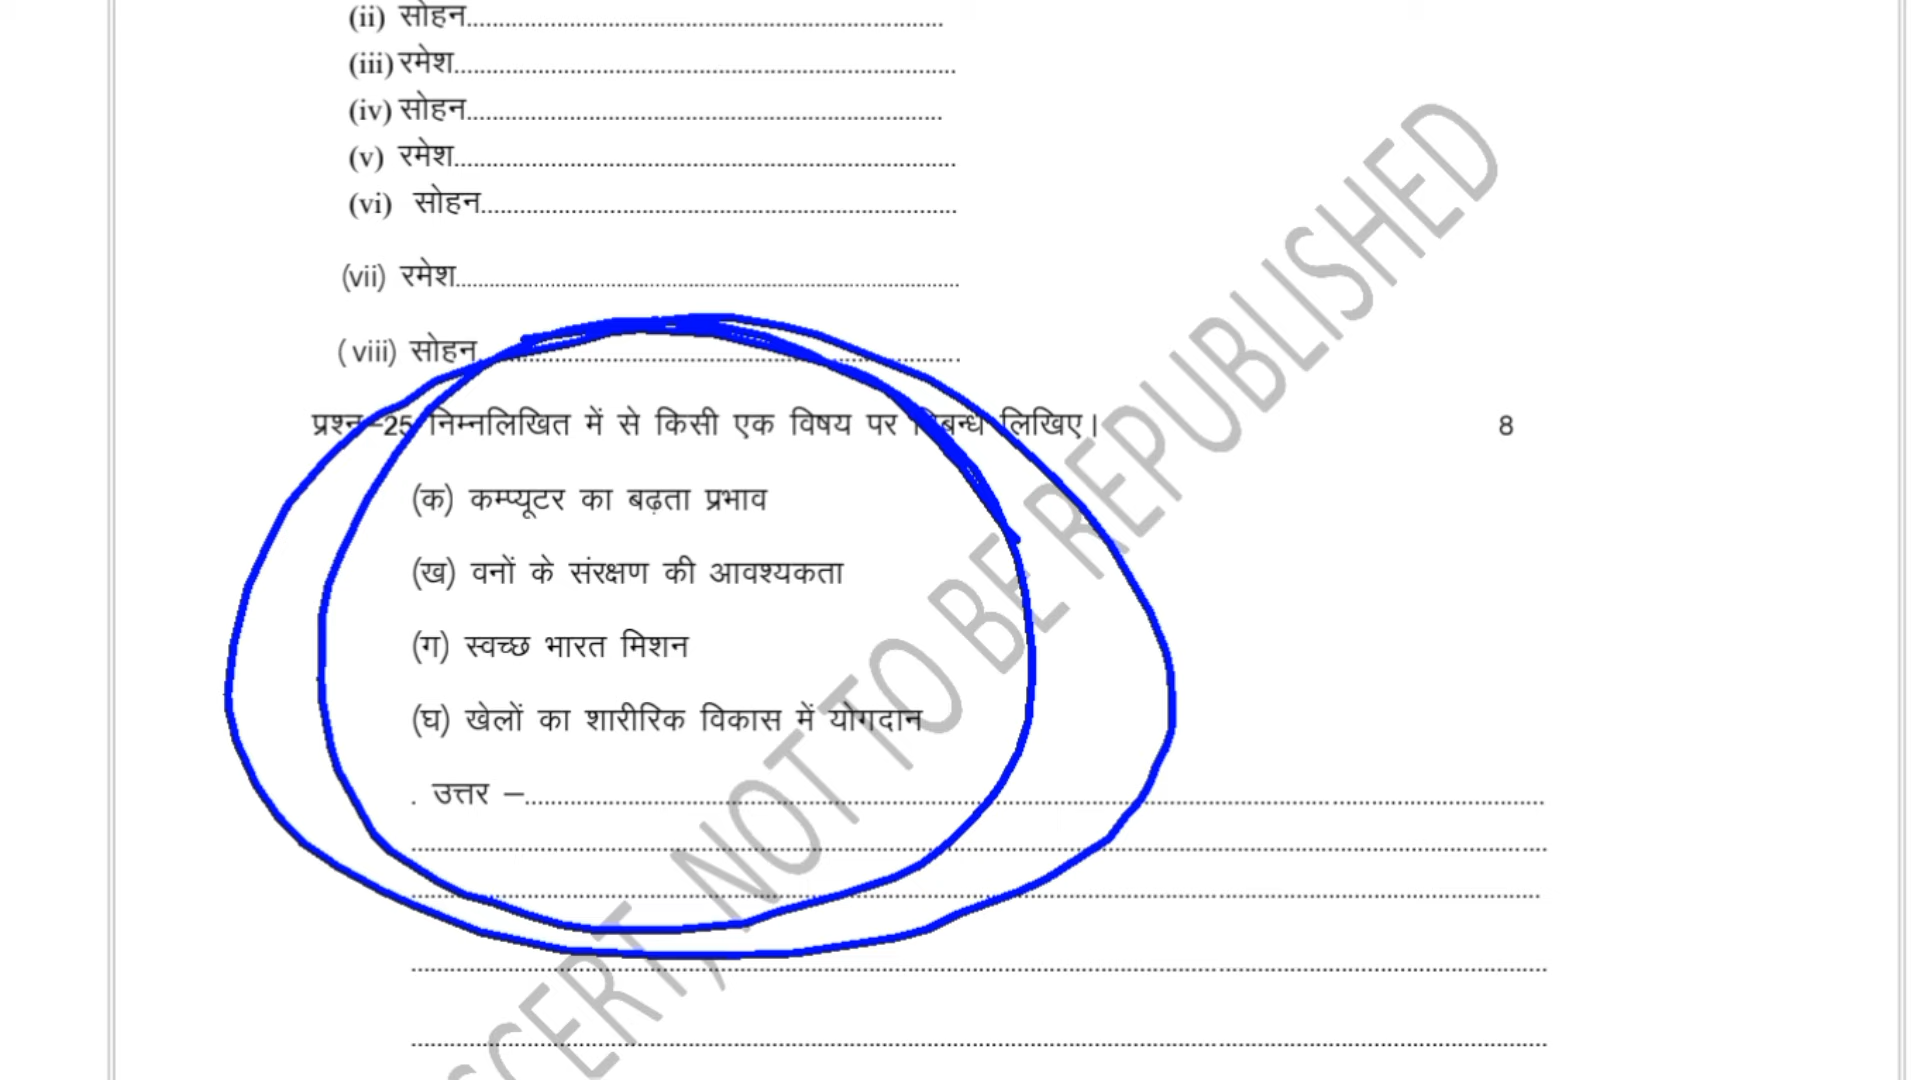 (ii) सोहन....................................................................
(iii) रमेश....................................................................
(iv) सोहन....................................................................
(v) रमेश....................................................................
(vi) सोहन....................................................................
(vii) रमेश....................................................................
(viii) सोहन....................................................................
प्रश्न–25 निम्नलिखित में से किसी एक विषय पर निबन्ध लिखिए। 8
(क) कम्प्यूटर का बढ़ता प्रभाव
(ख) वनों के संरक्षण की आवश्यकता
(ग) स्वच्छ भारत मिशन
(घ) खेलों का शारीरिक विकास में योगदान
. उत्तर –....................................................................
SCERT, NOT TO BE REPUBLISHED